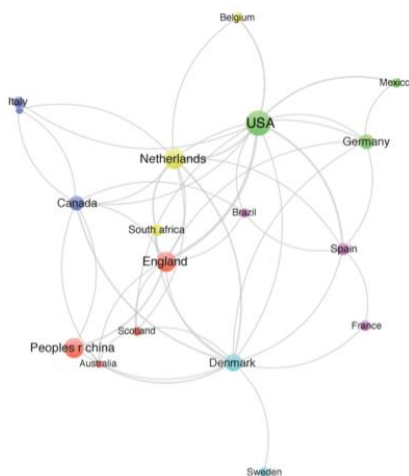 Belgium
Mexico
Italy
USA
Germany
Netherlands
Canada
Brazil
South africa
Spain
England
France
Scotland
Peoples r china
Australia
Denmark
Sweden